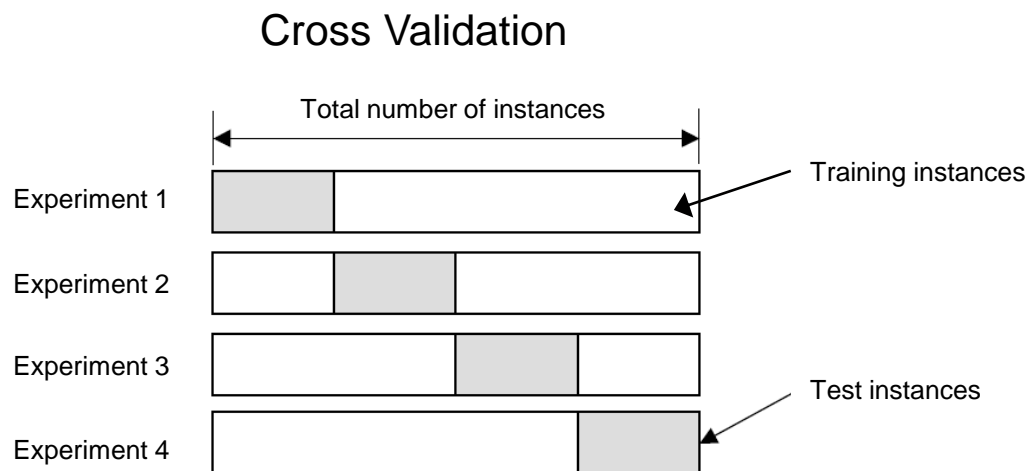 Cross Validation
Total number of instances
Training instances
Experiment 1
Experiment 2
Experiment 3
Test instances
Experiment 4